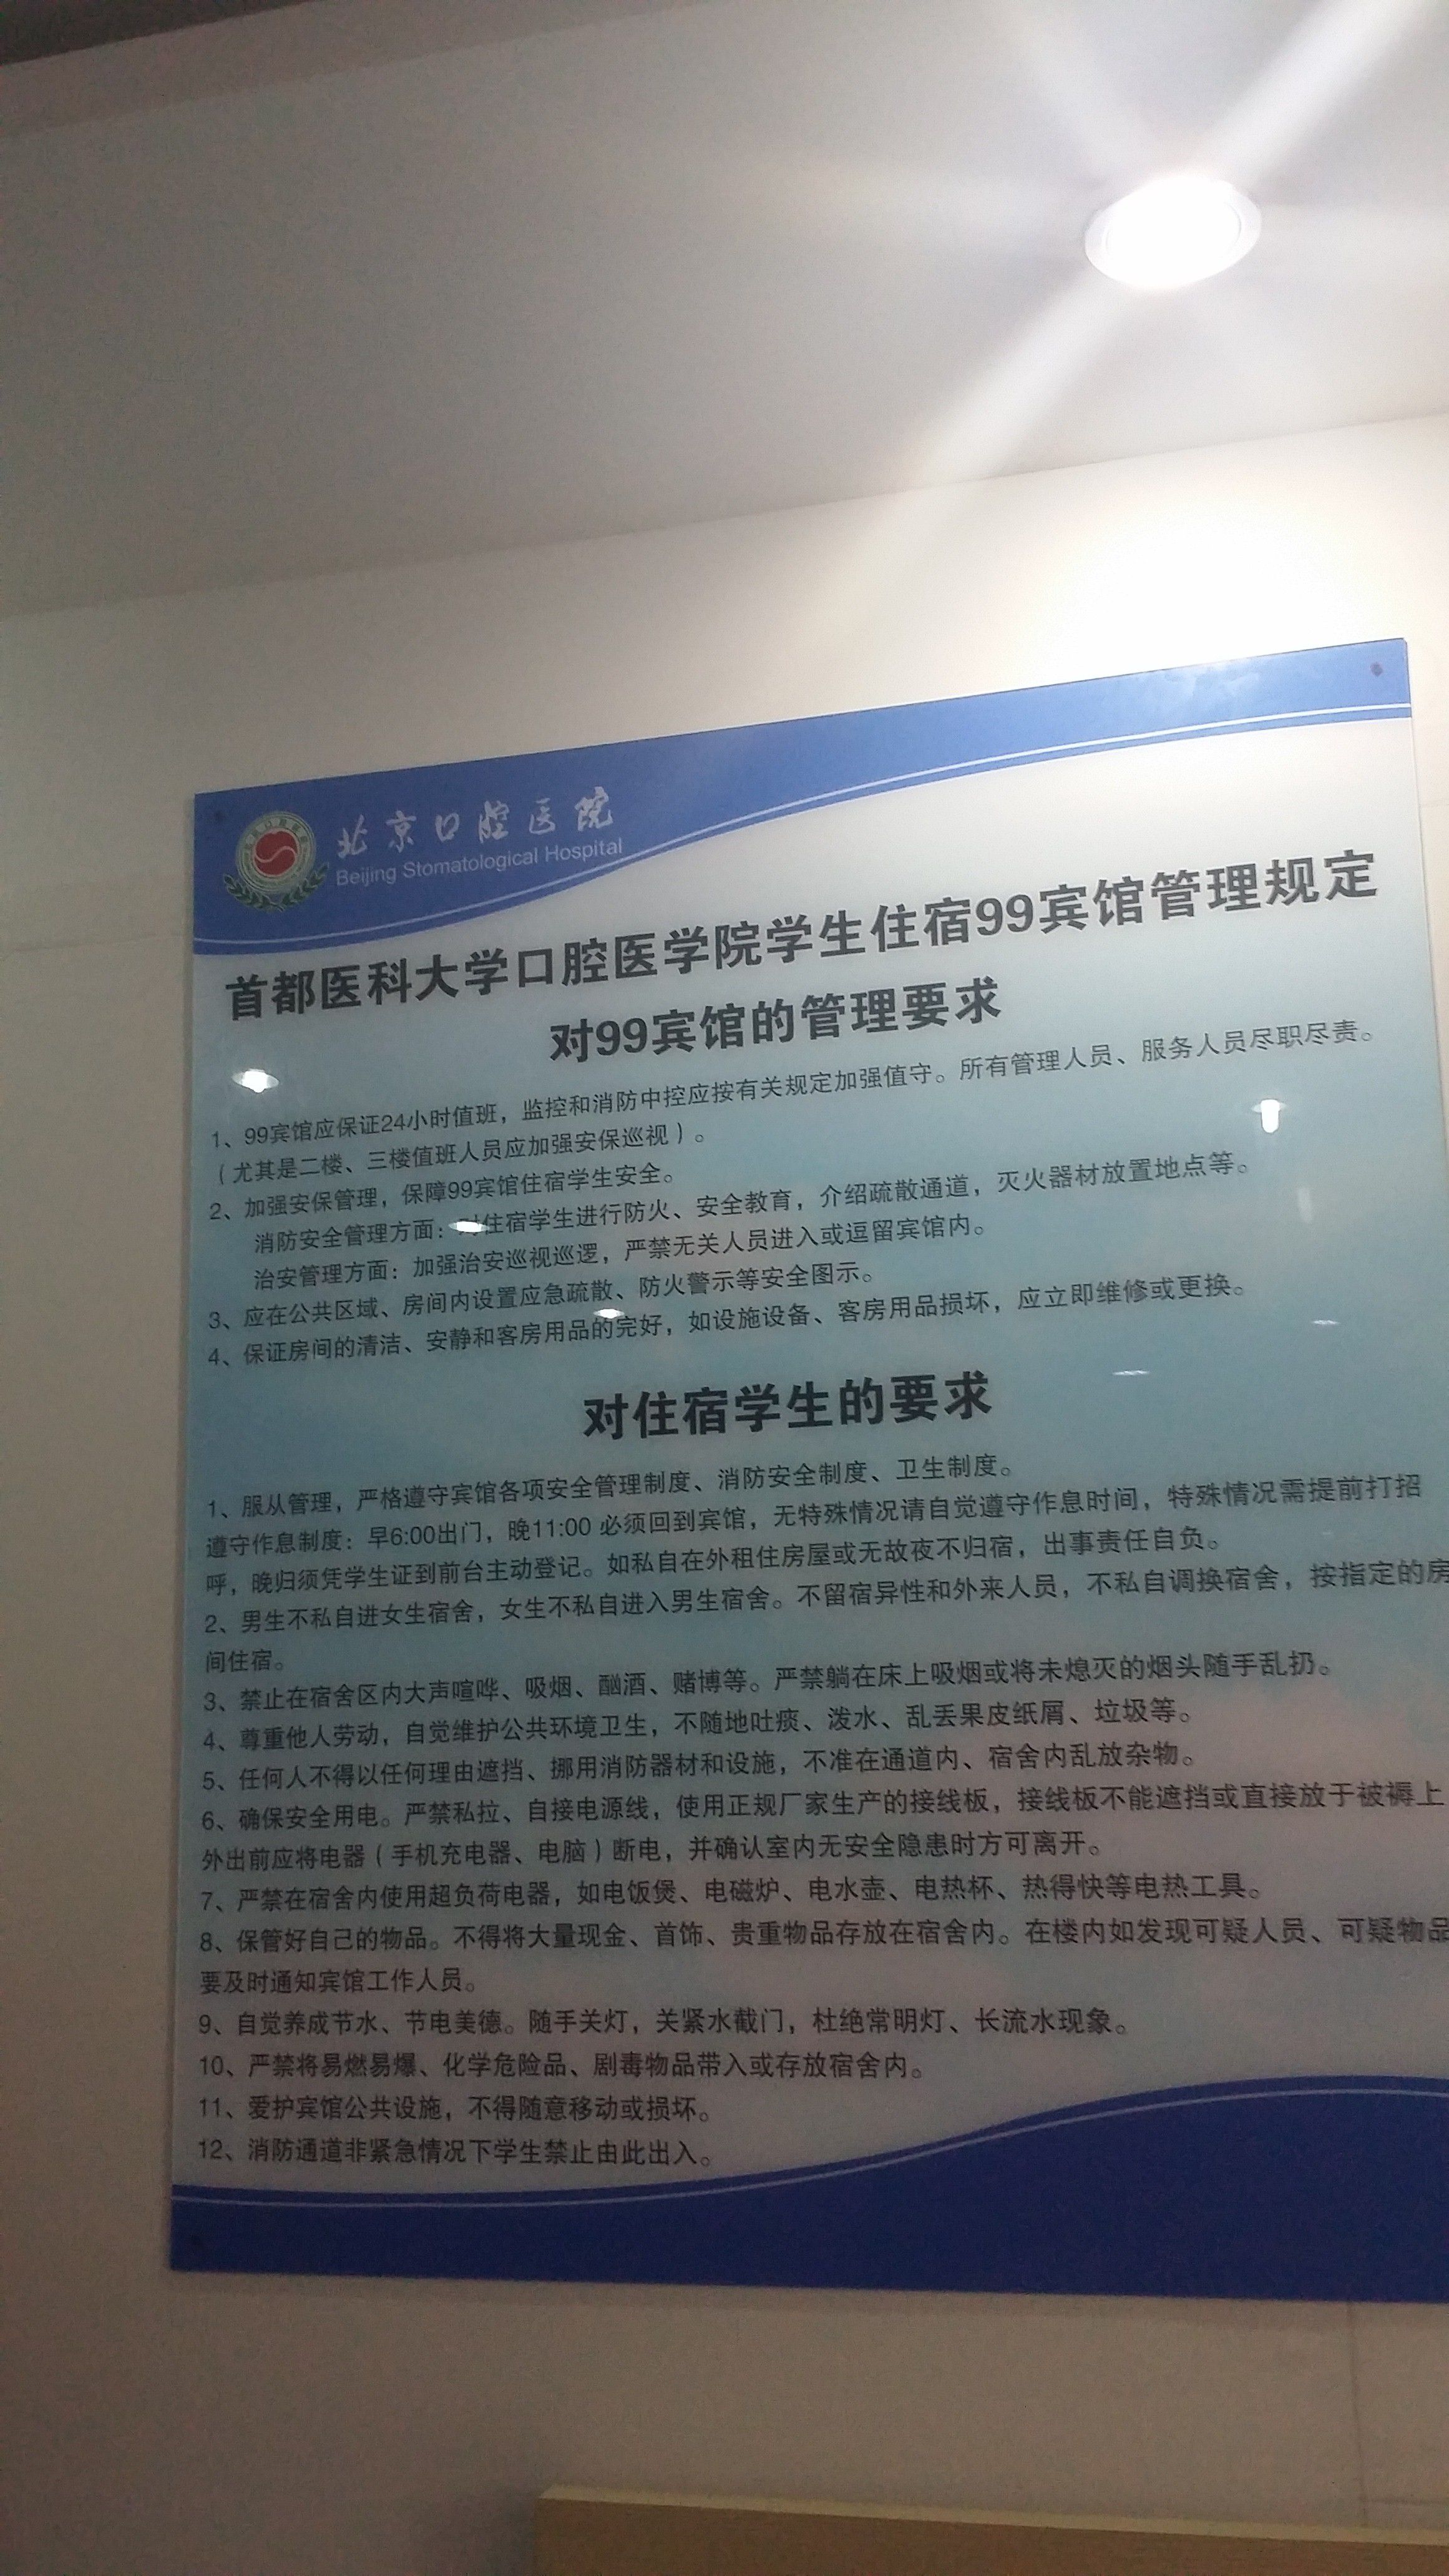 北京口腔医院
Beijing Stomatological Hospital
首都医科大学口腔医学院学生住宿99宾馆管理规定
对99宾馆的管理要求
1、99宾馆应保证24小时值班，监控和消防中控应按有关规定加强值守。所有管理人员、服务人员尽职尽责。
（尤其是二楼、三楼值班人员应加强安保巡视）。
2、加强安保管理，保障99宾馆住宿学生安全。
消防安全管理方面：对住宿学生进行防火、安全教育，介绍疏散通道，灭火器材放置地点等。
治安管理方面：加强治安巡视巡逻，严禁无关人员进入或逗留宾馆内。
3、应在公共区域、房间内设置应急疏散、防火警示等安全图示。
4、保证房间的清洁、安静和客房用品的完好，如设施设备、客房用品损坏，应立即维修或更换。
对住宿学生的要求
1、服从管理，严格遵守宾馆各项安全管理制度、消防安全制度、卫生制度。
遵守作息制度：早6:00出门，晚11:00 必须回到宾馆，无特殊情况请自觉遵守作息时间，特殊情况需提前打招
呼，晚归须凭学生证到前台主动登记。如私自在外租住房屋或无故夜不归宿，出事责任自负。
2、男生不私自进女生宿舍，女生不私自进入男生宿舍。不留宿异性和外来人员，不私自调换宿舍，按指定的房
间住宿。
3、禁止在宿舍区内大声喧哗、吸烟、酗酒、赌博等。严禁躺在床上吸烟或将未熄灭的烟头随手乱扔。
4、尊重他人劳动，自觉维护公共环境卫生，不随地吐痰、泼水、乱丢果皮纸屑、垃圾等。
5、任何人不得以任何理由遮挡、挪用消防器材和设施，不准在通道内、宿舍内乱放杂物。
6、确保安全用电。严禁私拉、自接电源线，使用正规厂家生产的接线板，接线板不能遮挡或直接放于被褥上
外出前应将电器（手机充电器、电脑）断电，并确认室内无安全隐患时方可离开。
7、严禁在宿舍内使用超负荷电器，如电饭煲、电磁炉、电水壶、电热杯、热得快等电热工具。
8、保管好自己的物品。不得将大量现金、首饰、贵重物品存放在宿舍内。在楼内如发现可疑人员、可疑物品
要及时通知宾馆工作人员。
9、自觉养成节水、节电美德。随手关灯，关紧水截门，杜绝常明灯、长流水现象。
10、严禁将易燃易爆、化学危险品、剧毒物品带入或存放宿舍内。
11、爱护宾馆公共设施，不得随意移动或损坏。
12、消防通道非紧急情况下学生禁止由此出入。